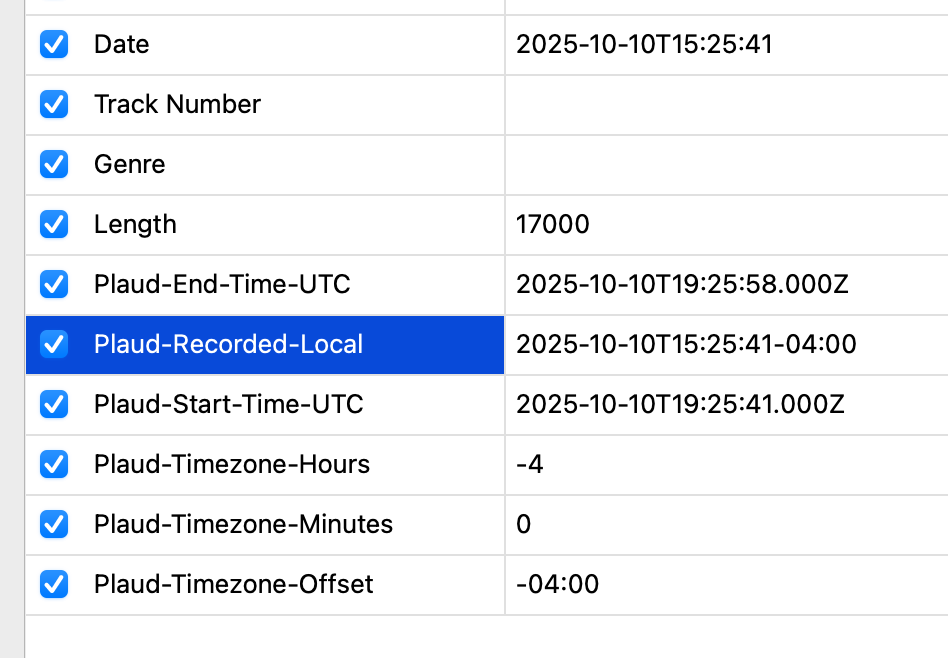 Date 2025-10-10T15:25:41
Track Number
Genre
Length 17000
Plaud-End-Time-UTC 2025-10-10T19:25:58.000Z
Plaud-Recorded-Local 2025-10-10T15:25:41-04:00
Plaud-Start-Time-UTC 2025-10-10T19:25:41.000Z
Plaud-Timezone-Hours -4
Plaud-Timezone-Minutes 0
Plaud-Timezone-Offset -04:00